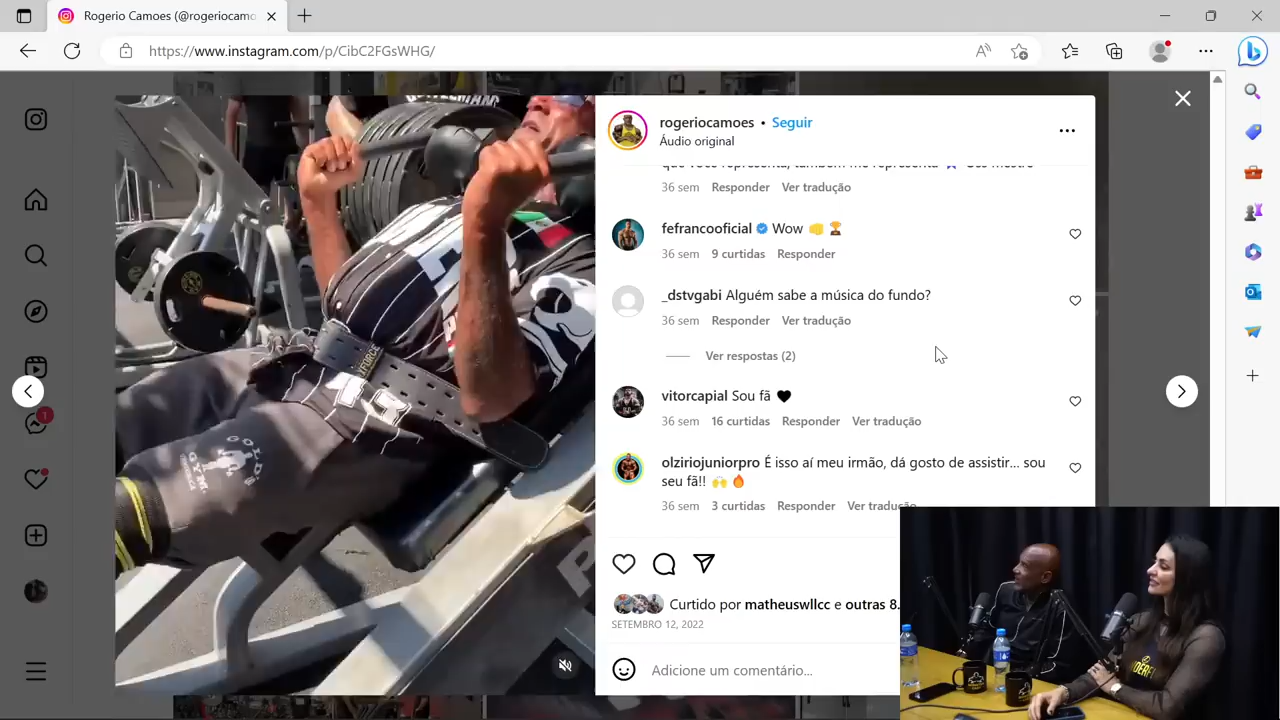 Rogerio Camoes (@rogeriocamo
https://www.instagram.com/p/CibC2FGsWHG/
rogeriocamoes • Seguir
Áudio original
que você representa, também me representa
36 sem Responder Ver tradução
fefrancooficial Wow 👊 🏆
36 sem 9 curtidas Responder
_dstvgabi Alguém sabe a música do fundo?
36 sem Responder Ver tradução
Ver respostas (2)
vitorcapial Sou fã 🖤
36 sem 16 curtidas Responder Ver tradução
olziriojuniorpro É isso aí meu irmão, dá gosto de assistir... sou
seu fã!! 🙌 🔥
36 sem 3 curtidas Responder Ver tradução
Curtido por matheuswllcc e outras 8.
SETEMBRO 12, 2022
Adicione um comentário...
1
GOLD'S
GYM